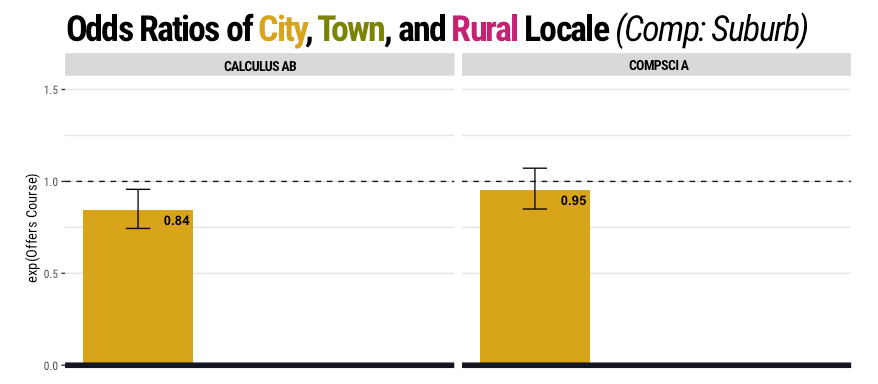 Odds Ratios of City, Town, and Rural Locale (Comp: Suburb)
CALCULUS AB
COMPSCI A
exp(Offers Course)
1.5
1.0
0.5
0.0
0.84
0.95